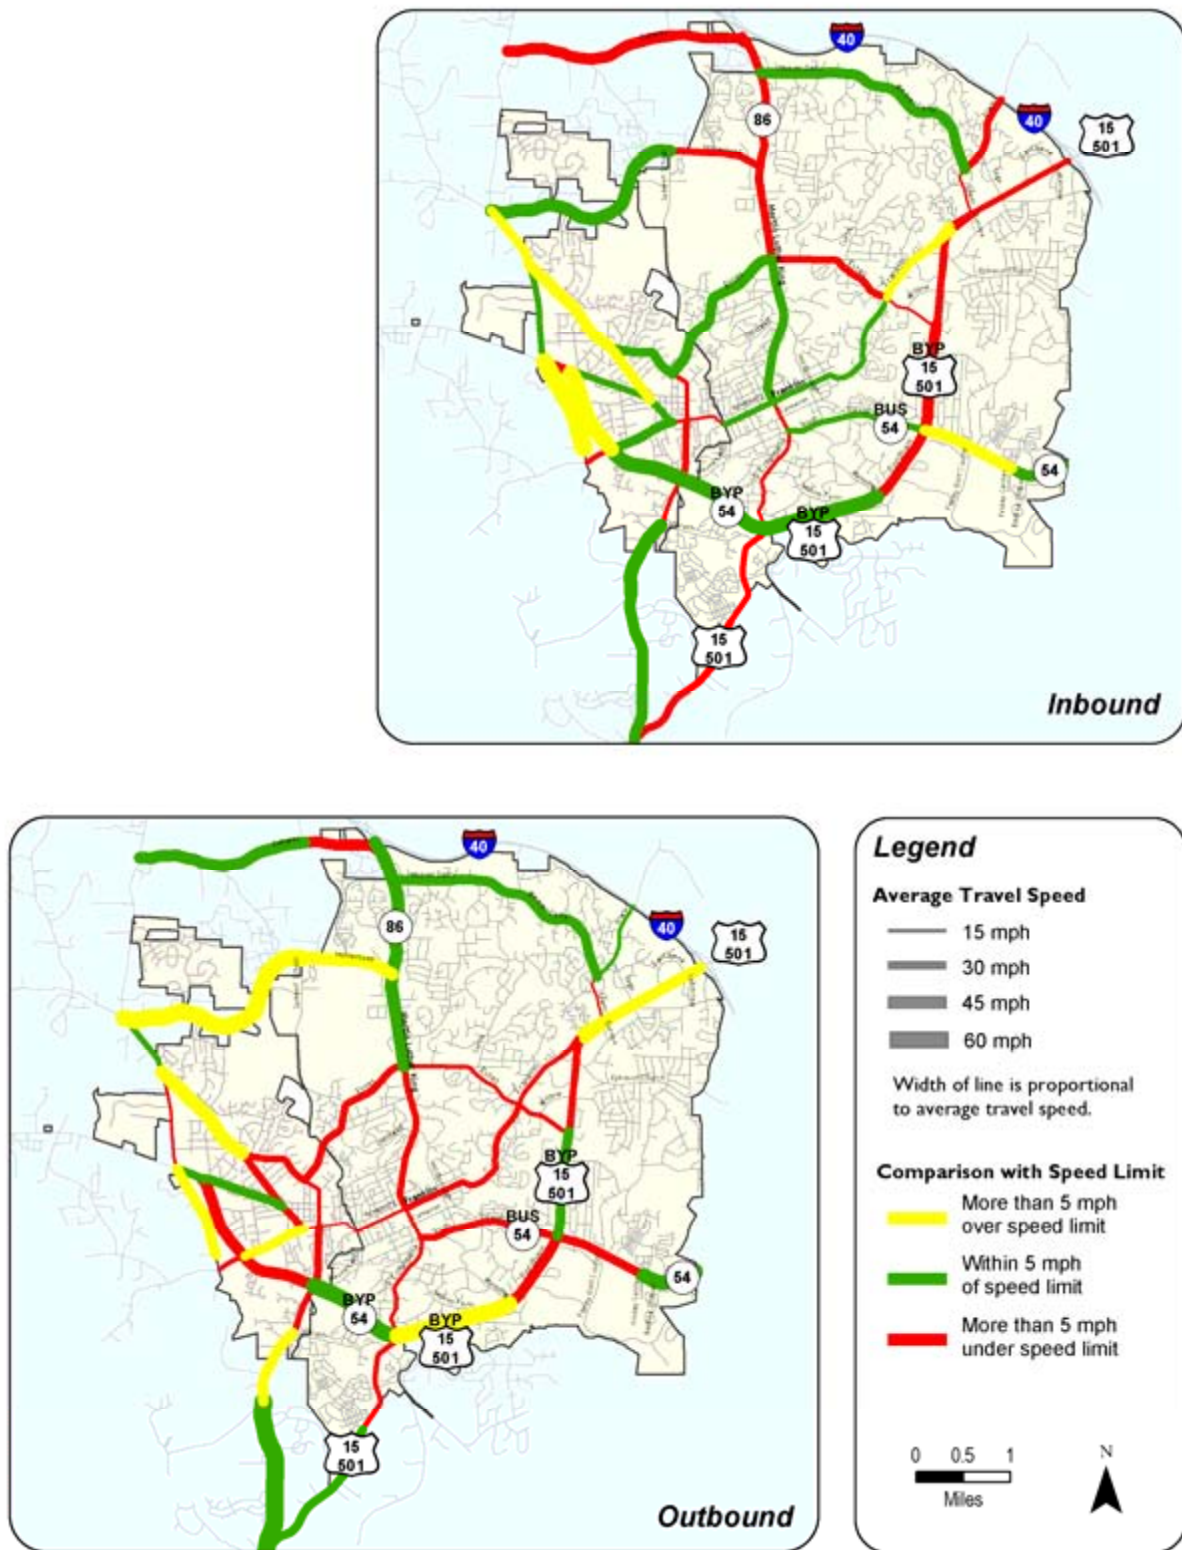 40
86
40
15
501
BYP
15
501
BUS
54
54
BYP
54
BYP
15
501
15
501
Franklin
Inbound
40
86
40
15
501
BYP
15
501
BUS
54
54
BYP
54
BYP
15
501
15
501
Franklin
Outbound
Legend
Average Travel Speed
15 mph
30 mph
45 mph
60 mph
Width of line is proportional
to average travel speed.
Comparison with Speed Limit
More than 5 mph
over speed limit
Within 5 mph
of speed limit
More than 5 mph
under speed limit
0 0.5 1
Miles
N